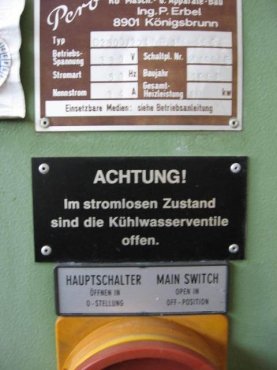 Pero
KG Masch.- u. Apparate-Bau
Ing. P. Erbel
8901 Königsbrunn
Typ
Betriebs-Spannung V Schaltpl. Nr.
Stromart Hz Baujahr
Nennstrom A Gesamt-Heizleistung kw
Einsetzbare Medien: siehe Betriebsanleitung
ACHTUNG!
Im stromlosen Zustand
sind die Kühlwasserventile
offen.
HAUPTSCHALTER MAIN SWITCH
ÖFFNEN IN OPEN IN
0-STELLUNG OFF-POSITION